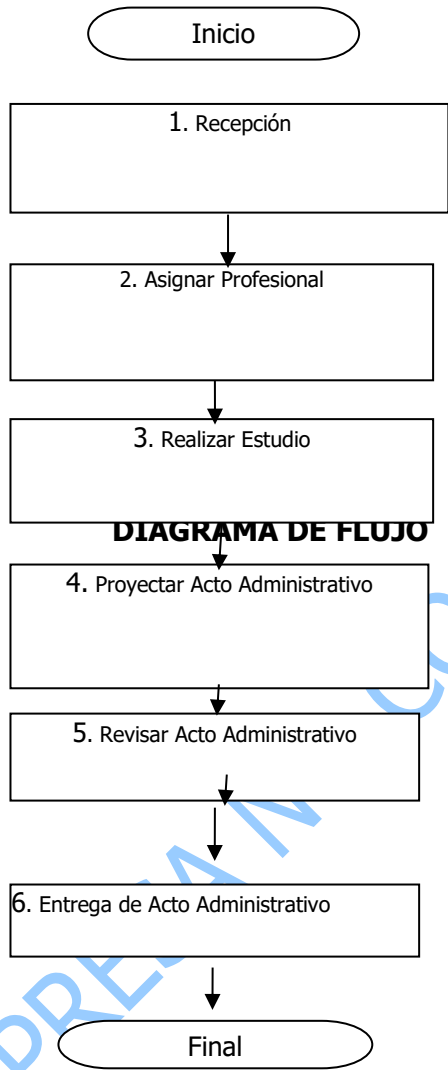 Inicio
1. Recepción
2. Asignar Profesional
3. Realizar Estudio
DIAGRAMA DE FLUJO
4. Proyectar Acto Administrativo
5. Revisar Acto Administrativo
6. Entrega de Acto Administrativo
Final